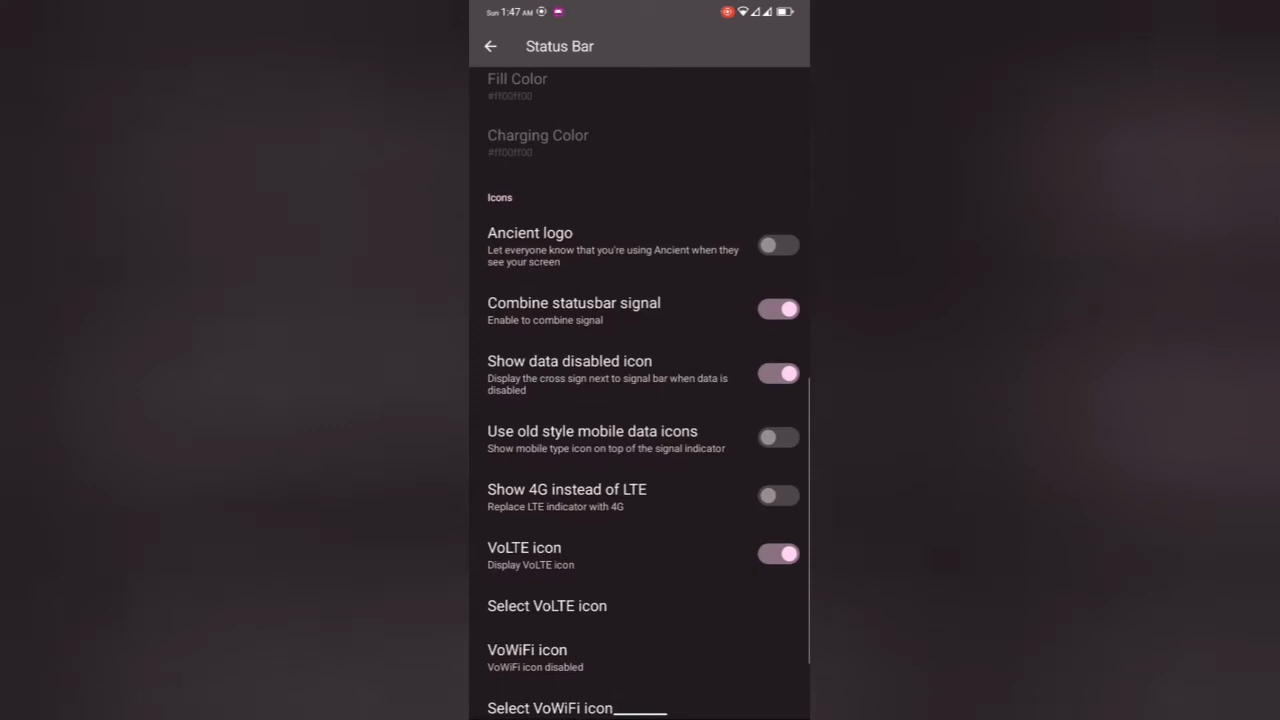 Sun 1:47 AM
Status Bar
Fill Color
#ff00ff00
Charging Color
#ff00ff00
Icons
Ancient logo
Let everyone know that you're using Ancient when they
see your screen
Combine statusbar signal
Enable to combine signal
Show data disabled icon
Display the cross sign next to signal bar when data is
disabled
Use old style mobile data icons
Show mobile type icon on top of the signal indicator
Show 4G instead of LTE
Replace LTE indicator with 4G
VoLTE icon
Display VoLTE icon
Select VoLTE icon
VoWiFi icon
VoWiFi icon disabled
Select VoWiFi icon